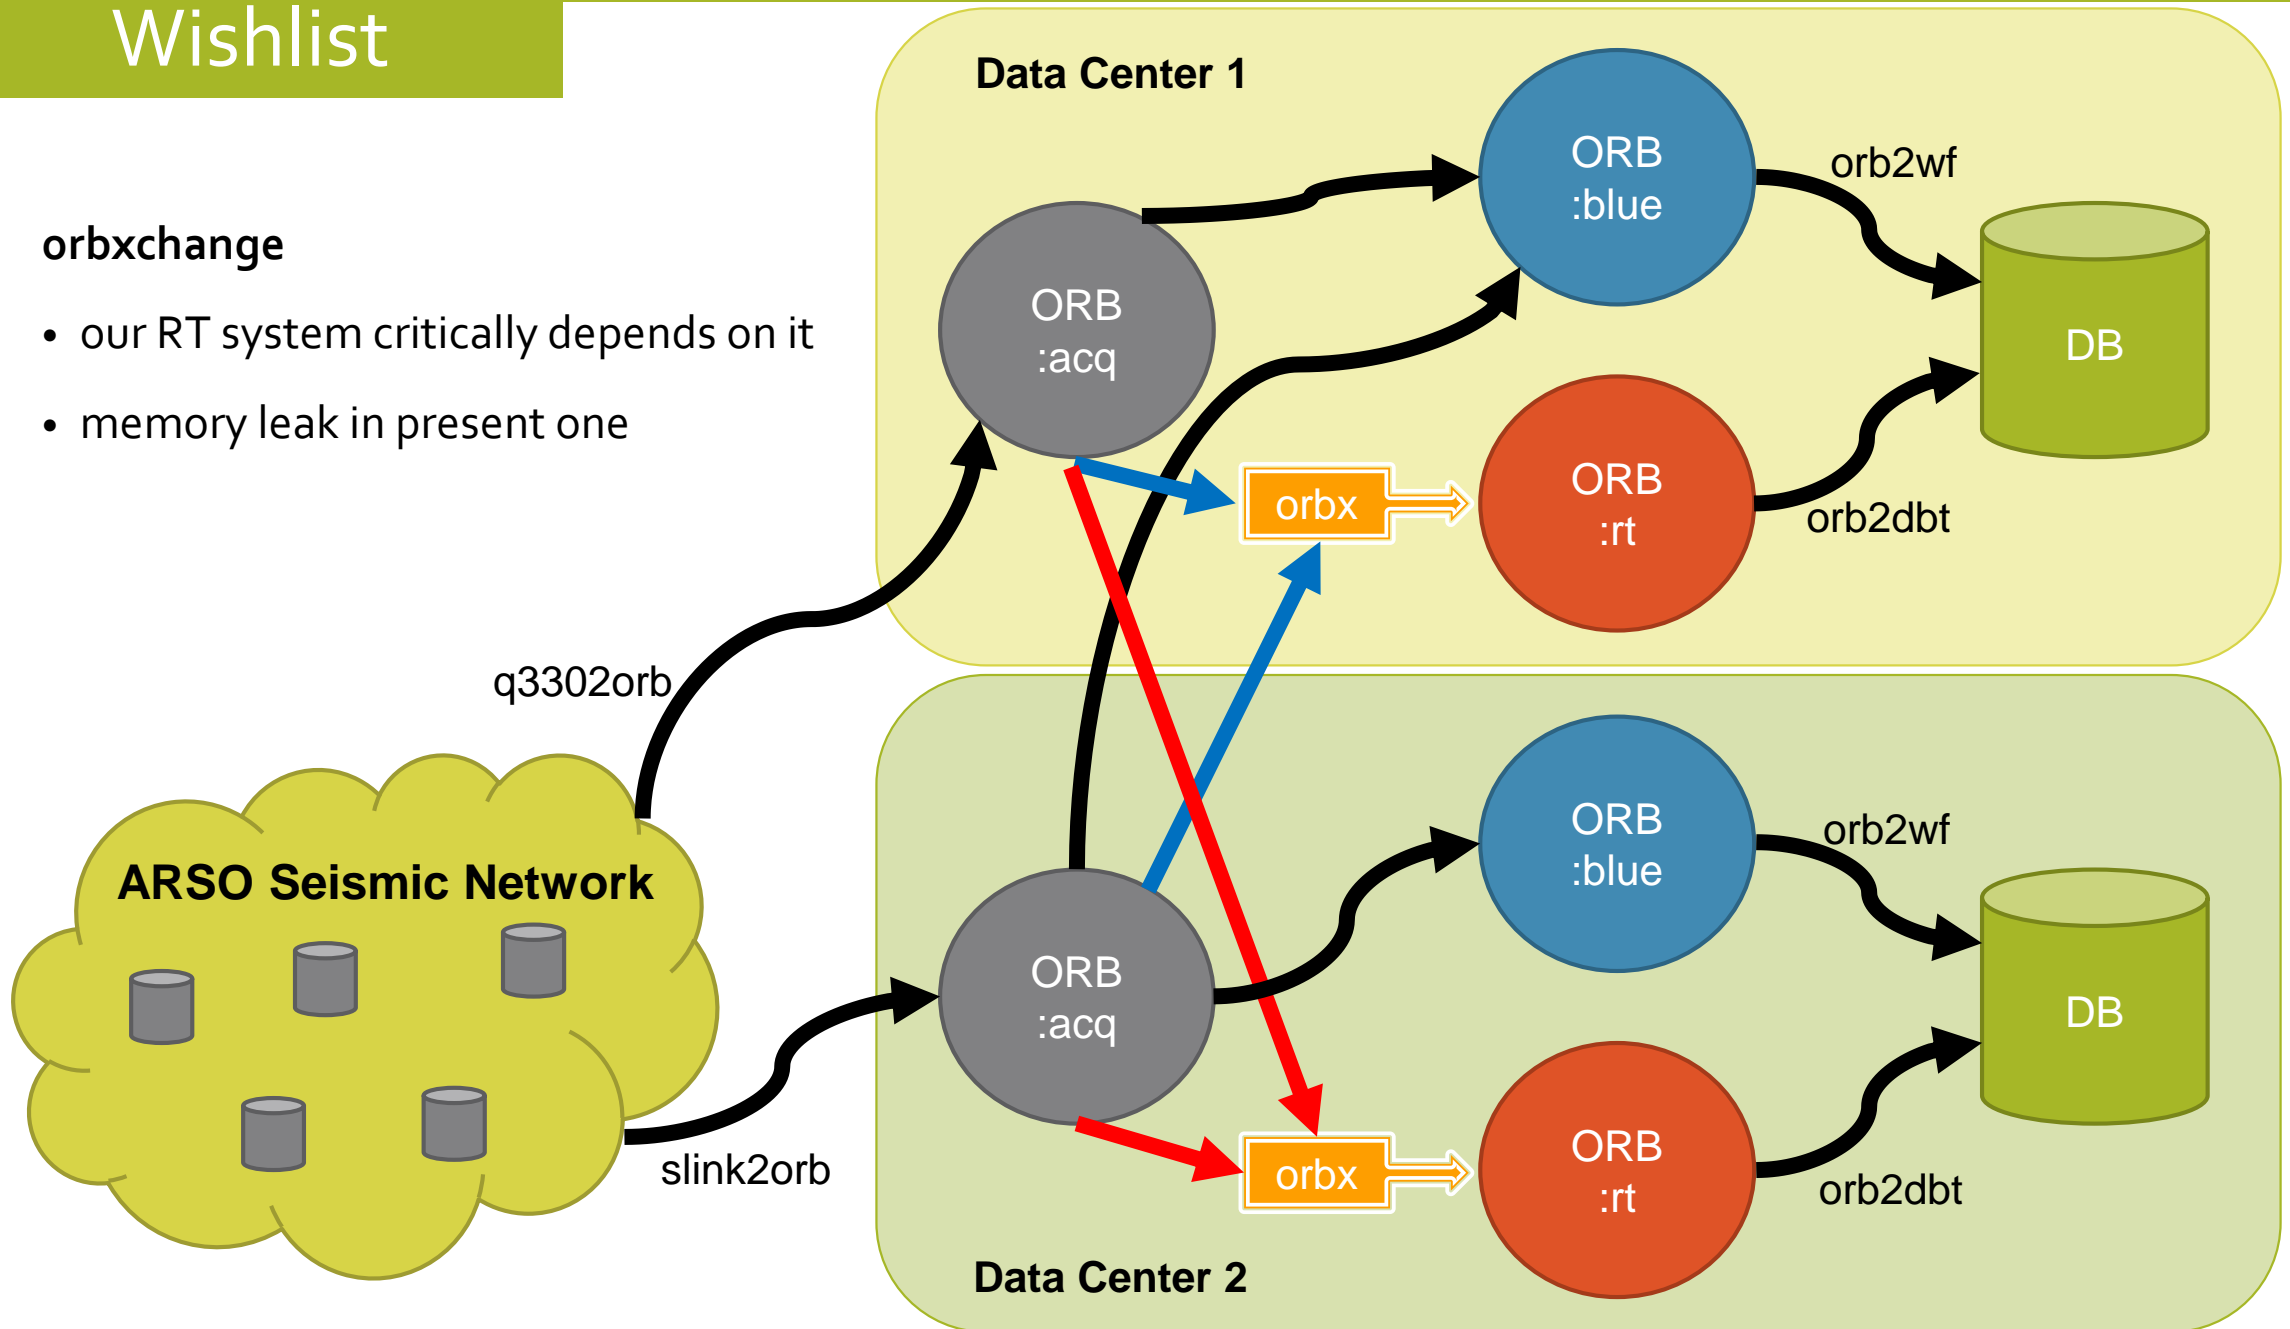 Wishlist
orbxchange
• our RT system critically depends on it
• memory leak in present one
Data Center 1
ORB
:acq
ORB
:blue
orb2wf
DB
orbx
ORB
:rt
orb2dbt
q3302orb
ARSO Seismic Network
slink2orb
ORB
:acq
ORB
:blue
orb2wf
DB
orbx
ORB
:rt
orb2dbt
Data Center 2